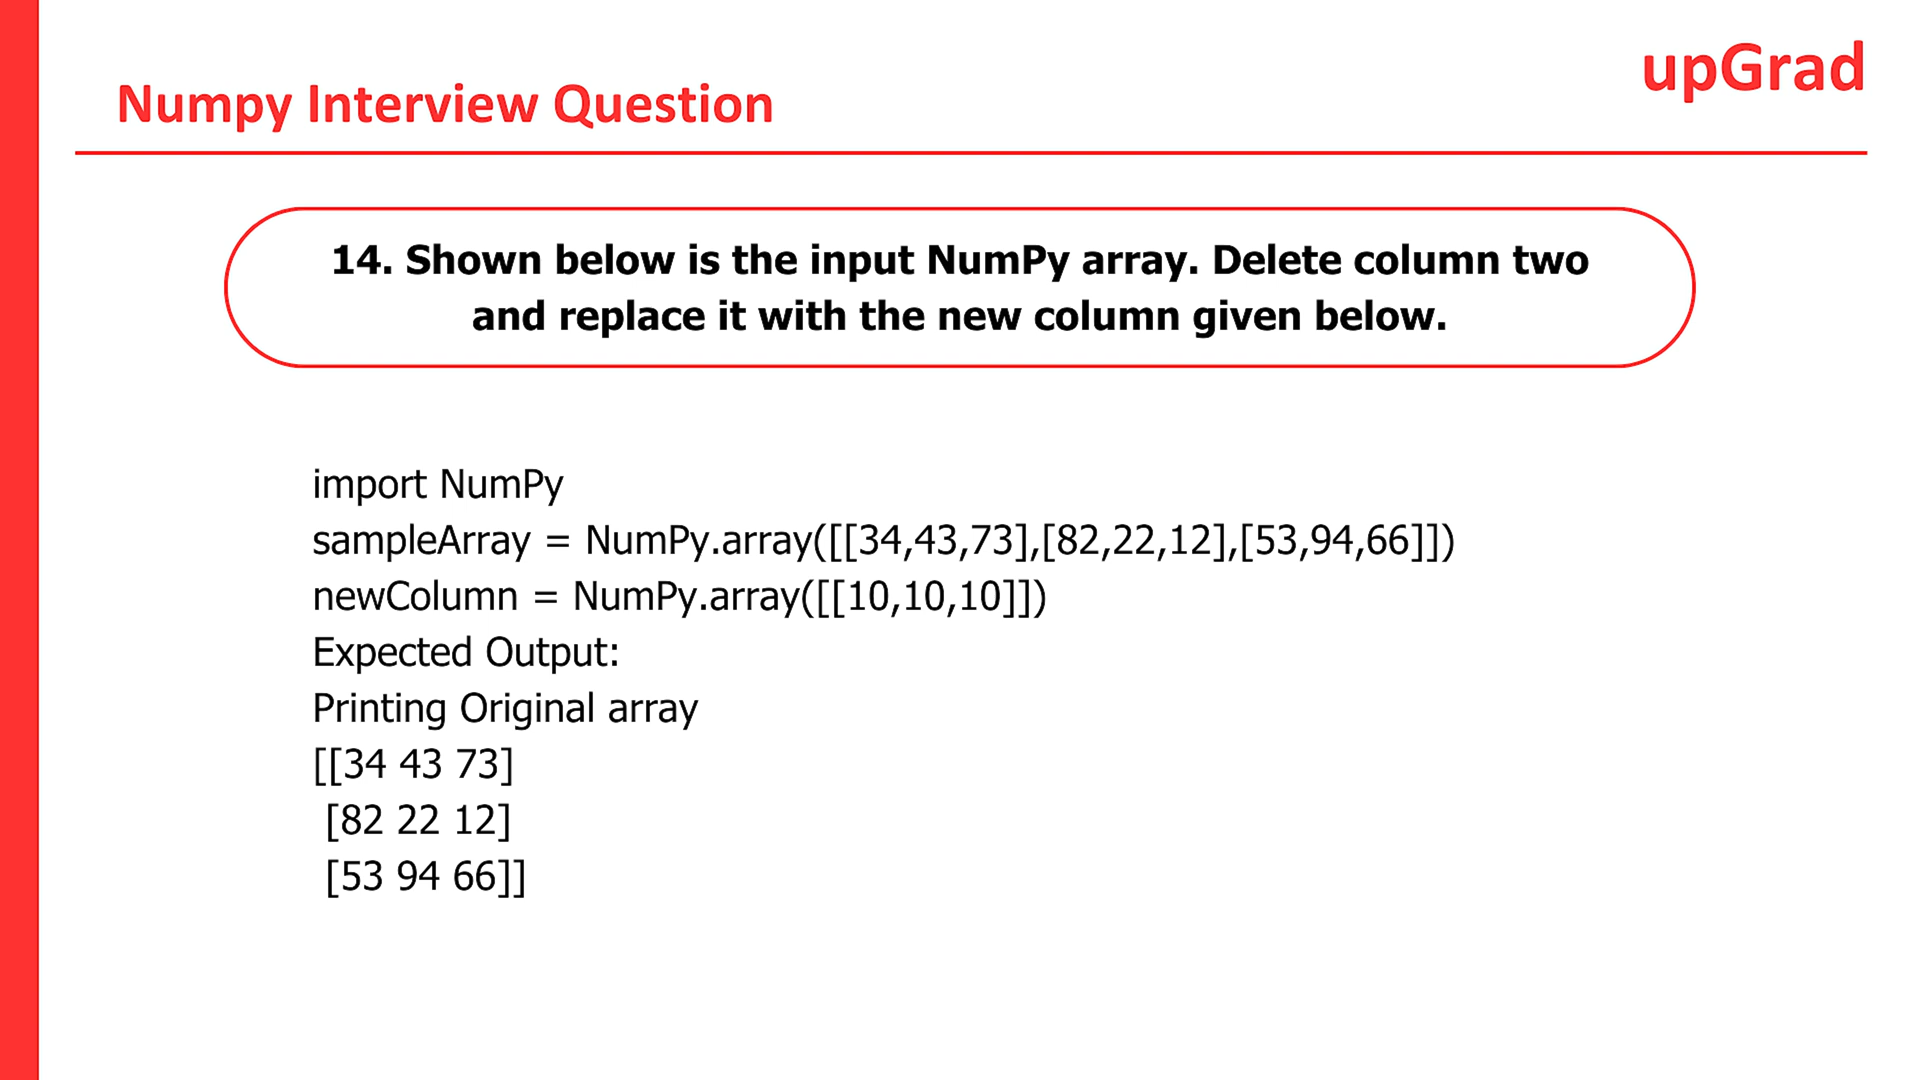 upGrad
Numpy Interview Question
14. Shown below is the input NumPy array. Delete column two
and replace it with the new column given below.
import NumPy
sampleArray = NumPy.array([[34,43,73],[82,22,12],[53,94,66]])
newColumn = NumPy.array([[10,10,10]])
Expected Output:
Printing Original array
[[34 43 73]
[82 22 12]
[53 94 66]]